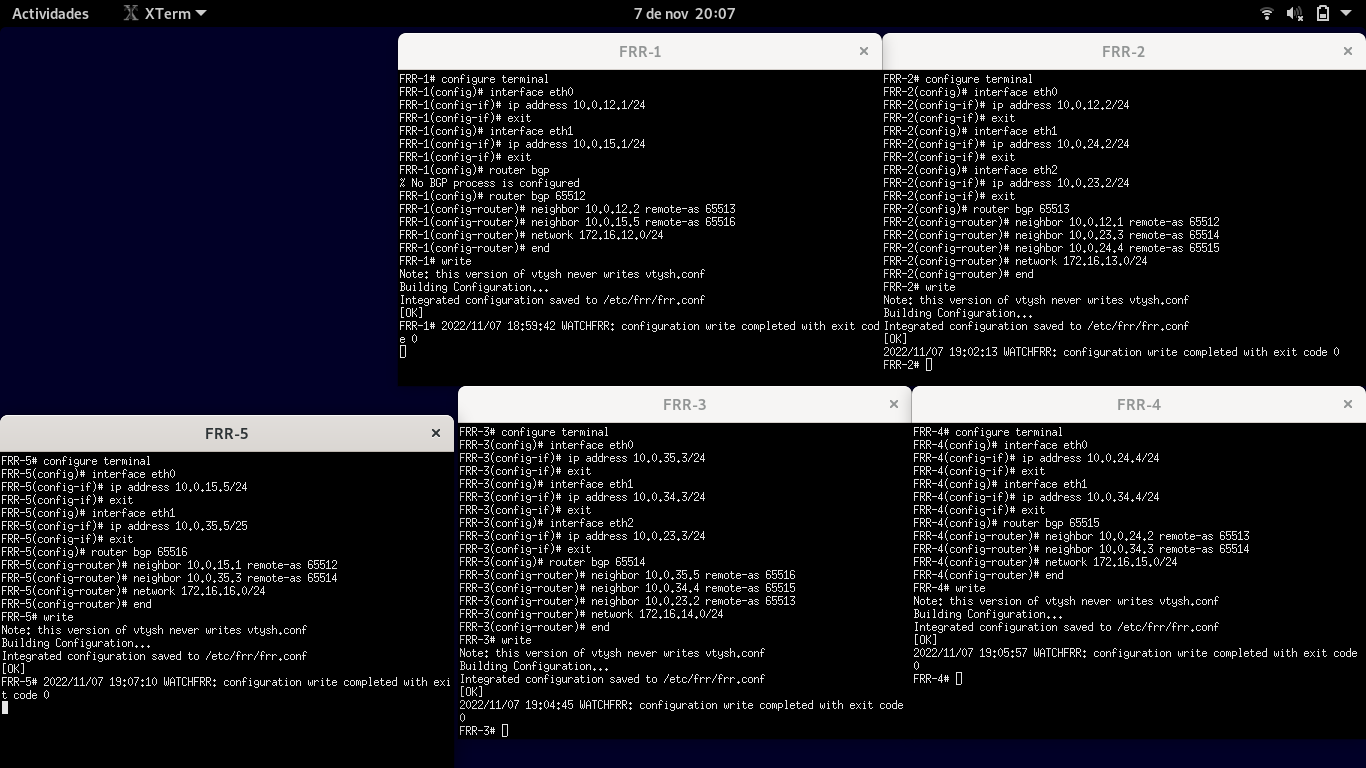 Actividades XTerm 7 de nov 20:07
FRR-1
FRR-1# configure terminal
FRR-1(config)# interface eth0
FRR-1(config-if)# ip address 10.0.12.1/24
FRR-1(config-if)# exit
FRR-1(config)# interface eth1
FRR-1(config-if)# ip address 10.0.15.1/24
FRR-1(config-if)# exit
FRR-1(config)# router bgp
% No BGP process is configured
FRR-1(config)# router bgp 65512
FRR-1(config-router)# neighbor 10.0.12.2 remote-as 65513
FRR-1(config-router)# neighbor 10.0.15.5 remote-as 65516
FRR-1(config-router)# network 172.16.12.0/24
FRR-1(config-router)# end
FRR-1# write
Note: this version of vtysh never writes vtysh.conf
Building Configuration...
Integrated configuration saved to /etc/frr/frr.conf
[OK]
FRR-1# 2022/11/07 18:59:42 WATCHFRR: configuration write completed with exit cod
e 0
FRR-2
FRR-2# configure terminal
FRR-2(config)# interface eth0
FRR-2(config-if)# ip address 10.0.12.2/24
FRR-2(config-if)# exit
FRR-2(config)# interface eth1
FRR-2(config-if)# ip address 10.0.24.2/24
FRR-2(config-if)# exit
FRR-2(config)# interface eth2
FRR-2(config-if)# ip address 10.0.23.2/24
FRR-2(config-if)# exit
FRR-2(config)# router bgp 65513
FRR-2(config-router)# neighbor 10.0.12.1 remote-as 65512
FRR-2(config-router)# neighbor 10.0.23.3 remote-as 65514
FRR-2(config-router)# neighbor 10.0.24.4 remote-as 65515
FRR-2(config-router)# network 172.16.13.0/24
FRR-2(config-router)# end
FRR-2# write
Note: this version of vtysh never writes vtysh.conf
Building Configuration...
Integrated configuration saved to /etc/frr/frr.conf
[OK]
2022/11/07 19:02:13 WATCHFRR: configuration write completed with exit code 0
FRR-2#
FRR-5
FRR-5# configure terminal
FRR-5(config)# interface eth0
FRR-5(config-if)# ip address 10.0.15.5/24
FRR-5(config-if)# exit
FRR-5(config)# interface eth1
FRR-5(config-if)# ip address 10.0.35.5/25
FRR-5(config-if)# exit
FRR-5(config)# router bgp 65516
FRR-5(config-router)# neighbor 10.0.15.1 remote-as 65512
FRR-5(config-router)# neighbor 10.0.35.3 remote-as 65514
FRR-5(config-router)# network 172.16.16.0/24
FRR-5(config-router)# end
FRR-5# write
Note: this version of vtysh never writes vtysh.conf
Building Configuration...
Integrated configuration saved to /etc/frr/frr.conf
[OK]
FRR-5# 2022/11/07 19:07:10 WATCHFRR: configuration write completed with exi
t code 0
FRR-3
FRR-3# configure terminal
FRR-3(config)# interface eth0
FRR-3(config-if)# ip address 10.0.35.3/24
FRR-3(config-if)# exit
FRR-3(config)# interface eth1
FRR-3(config-if)# ip address 10.0.34.3/24
FRR-3(config-if)# exit
FRR-3(config)# interface eth2
FRR-3(config-if)# ip address 10.0.23.3/24
FRR-3(config-if)# exit
FRR-3(config)# router bgp 65514
FRR-3(config-router)# neighbor 10.0.35.5 remote-as 65516
FRR-3(config-router)# neighbor 10.0.34.4 remote-as 65515
FRR-3(config-router)# neighbor 10.0.23.2 remote-as 65513
FRR-3(config-router)# network 172.16.14.0/24
FRR-3(config-router)# end
FRR-3# write
Note: this version of vtysh never writes vtysh.conf
Building Configuration...
Integrated configuration saved to /etc/frr/frr.conf
[OK]
2022/11/07 19:04:45 WATCHFRR: configuration write completed with exit code
0
FRR-3#
FRR-4
FRR-4# configure terminal
FRR-4(config)# interface eth0
FRR-4(config-if)# ip address 10.0.24.4/24
FRR-4(config-if)# exit
FRR-4(config)# interface eth1
FRR-4(config-if)# ip address 10.0.34.4/24
FRR-4(config-if)# exit
FRR-4(config)# router bgp 65515
FRR-4(config-router)# neighbor 10.0.24.2 remote-as 65513
FRR-4(config-router)# neighbor 10.0.34.3 remote-as 65514
FRR-4(config-router)# network 172.16.15.0/24
FRR-4(config-router)# end
FRR-4# write
Note: this version of vtysh never writes vtysh.conf
Building Configuration...
Integrated configuration saved to /etc/frr/frr.conf
[OK]
2022/11/07 19:05:57 WATCHFRR: configuration write completed with exit code
0
FRR-4#